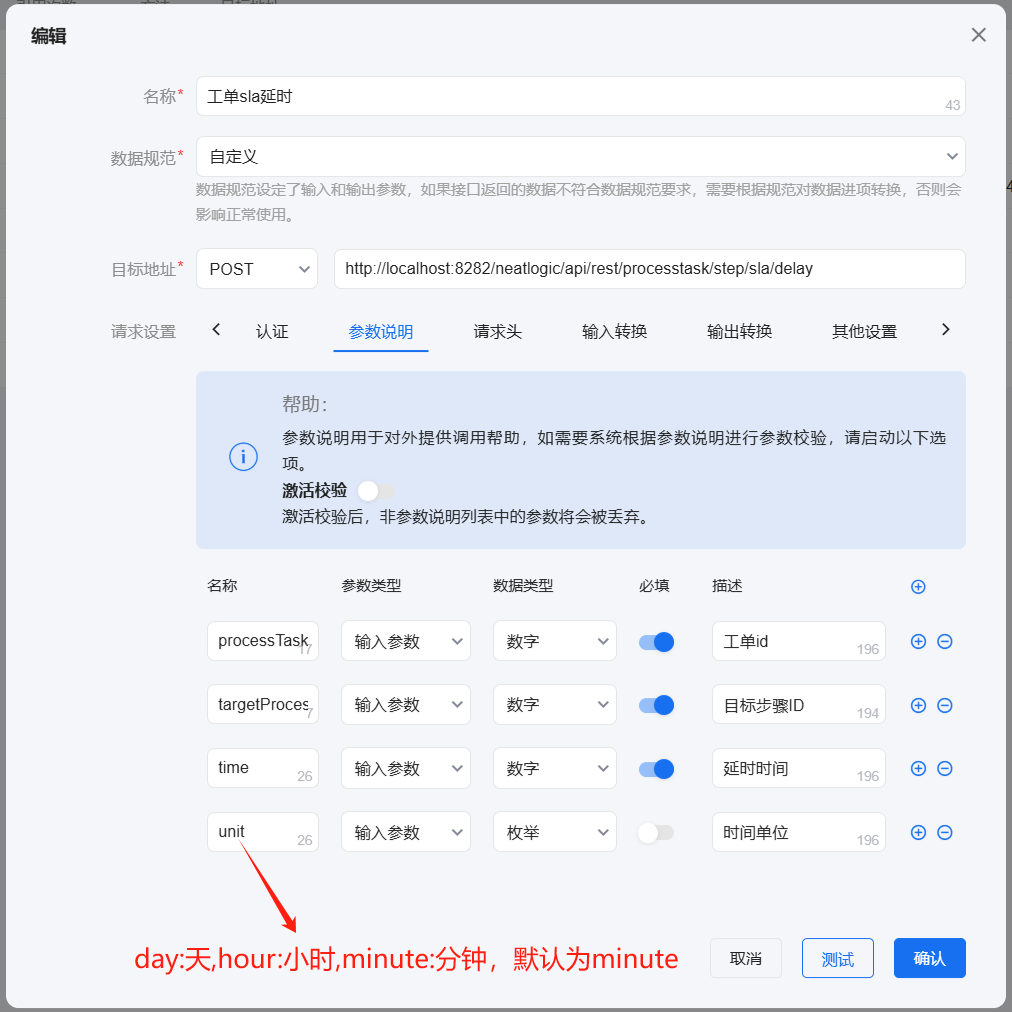 编辑
名称*
工单sla延时
43
数据规范*
自定义
数据规范设定了输入和输出参数，如果接口返回的数据不符合数据规范要求，需要根据规范对数据进项转换，否则会
影响正常使用。
目标地址*
POST
http://localhost:8282/neatlogic/api/rest/processtask/step/sla/delay
请求设置
认证
参数说明
请求头
输入转换
输出转换
其他设置
帮助：
参数说明用于对外提供调用帮助，如需要系统根据参数说明进行参数校验，请启动以下选
项。
激活校验
激活校验后，非参数说明列表中的参数将会被丢弃。
名称 参数类型 数据类型 必填 描述
processTask 17 输入参数 数字 工单id 196
targetProces 7 输入参数 数字 目标步骤ID 194
time 26 输入参数 数字 延时时间 196
unit 26 输入参数 枚举 时间单位 196
day:天,hour:小时,minute:分钟，默认为minute
取消
测试
确认